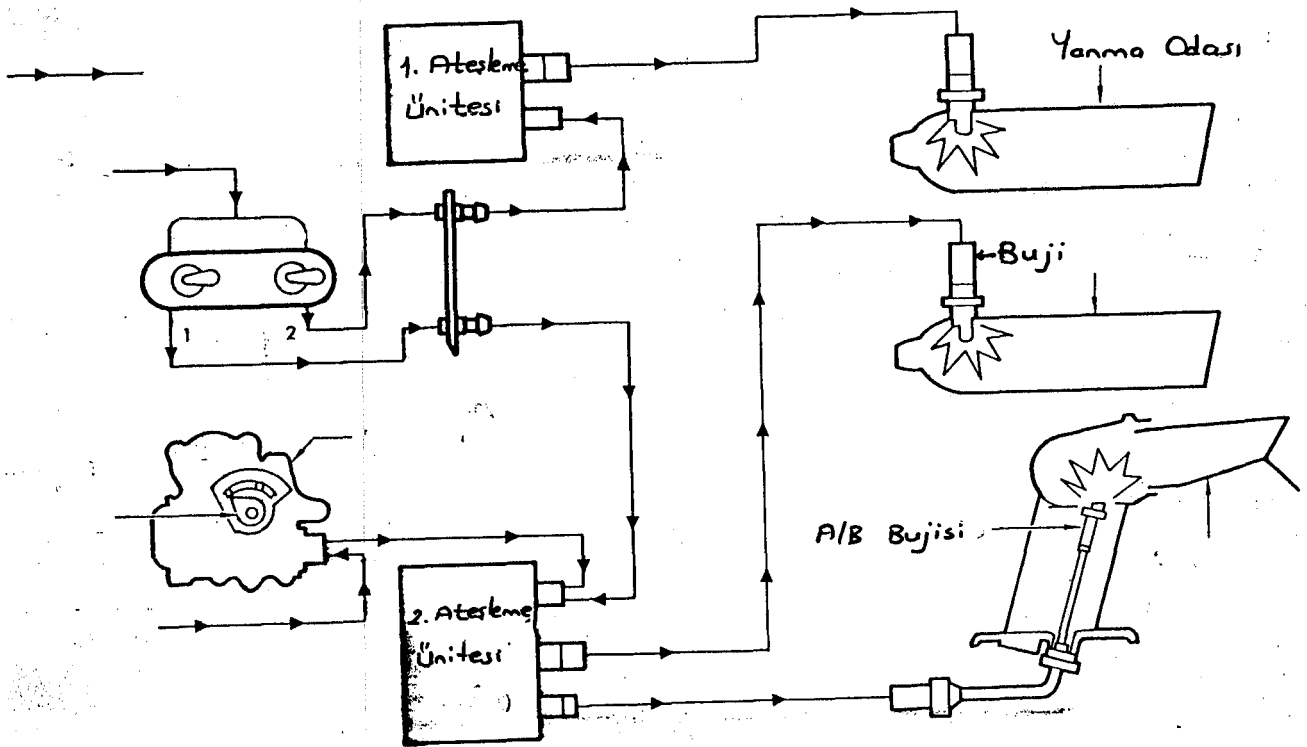 1. Ateşleme
Ünitesi
Yanma Odası
Buji
1
2
A/B Bujisi
2. Ateşleme
Ünitesi
)